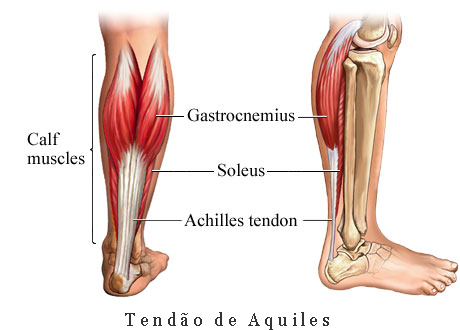 Calf
muscles
Gastrocnemius
Soleus
Achilles tendon
Tendão de Aquiles